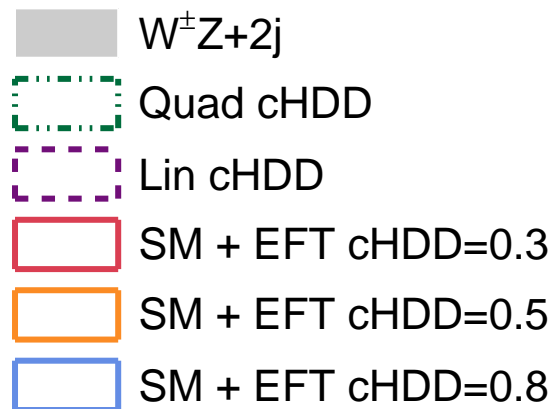 W±Z+2j
Quad cHDD
Lin cHDD
SM + EFT cHDD=0.3
SM + EFT cHDD=0.5
SM + EFT cHDD=0.8